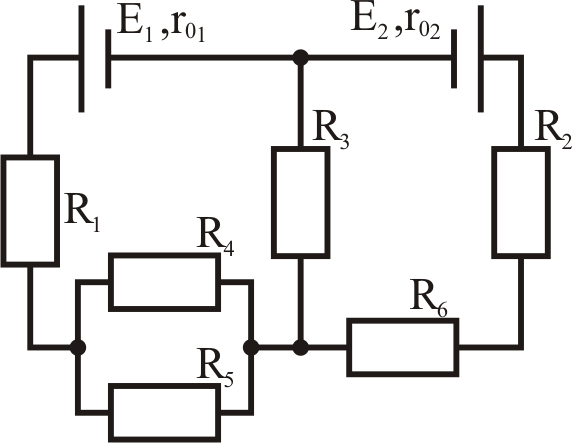 E₁,r₀₁
E₂,r₀₂
R₃
R₂
R₁
R₄
R₆
R₅